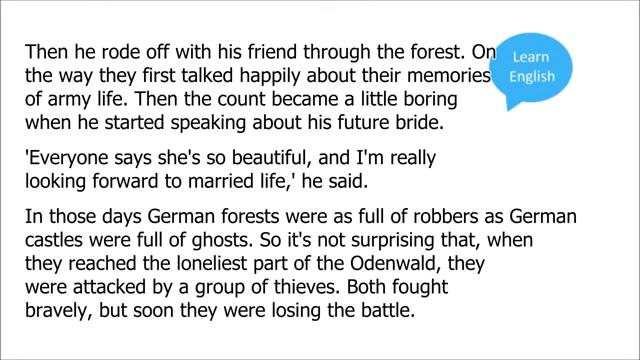 Then he rode off with his friend through the forest. On
the way they first talked happily about their memories
of army life. Then the count became a little boring
when he started speaking about his future bride.
'Everyone says she's so beautiful, and I'm really
looking forward to married life,' he said.
In those days German forests were as full of robbers as German
castles were full of ghosts. So it's not surprising that, when
they reached the loneliest part of the Odenwald, they
were attacked by a group of thieves. Both fought
bravely, but soon they were losing the battle.
Learn
English